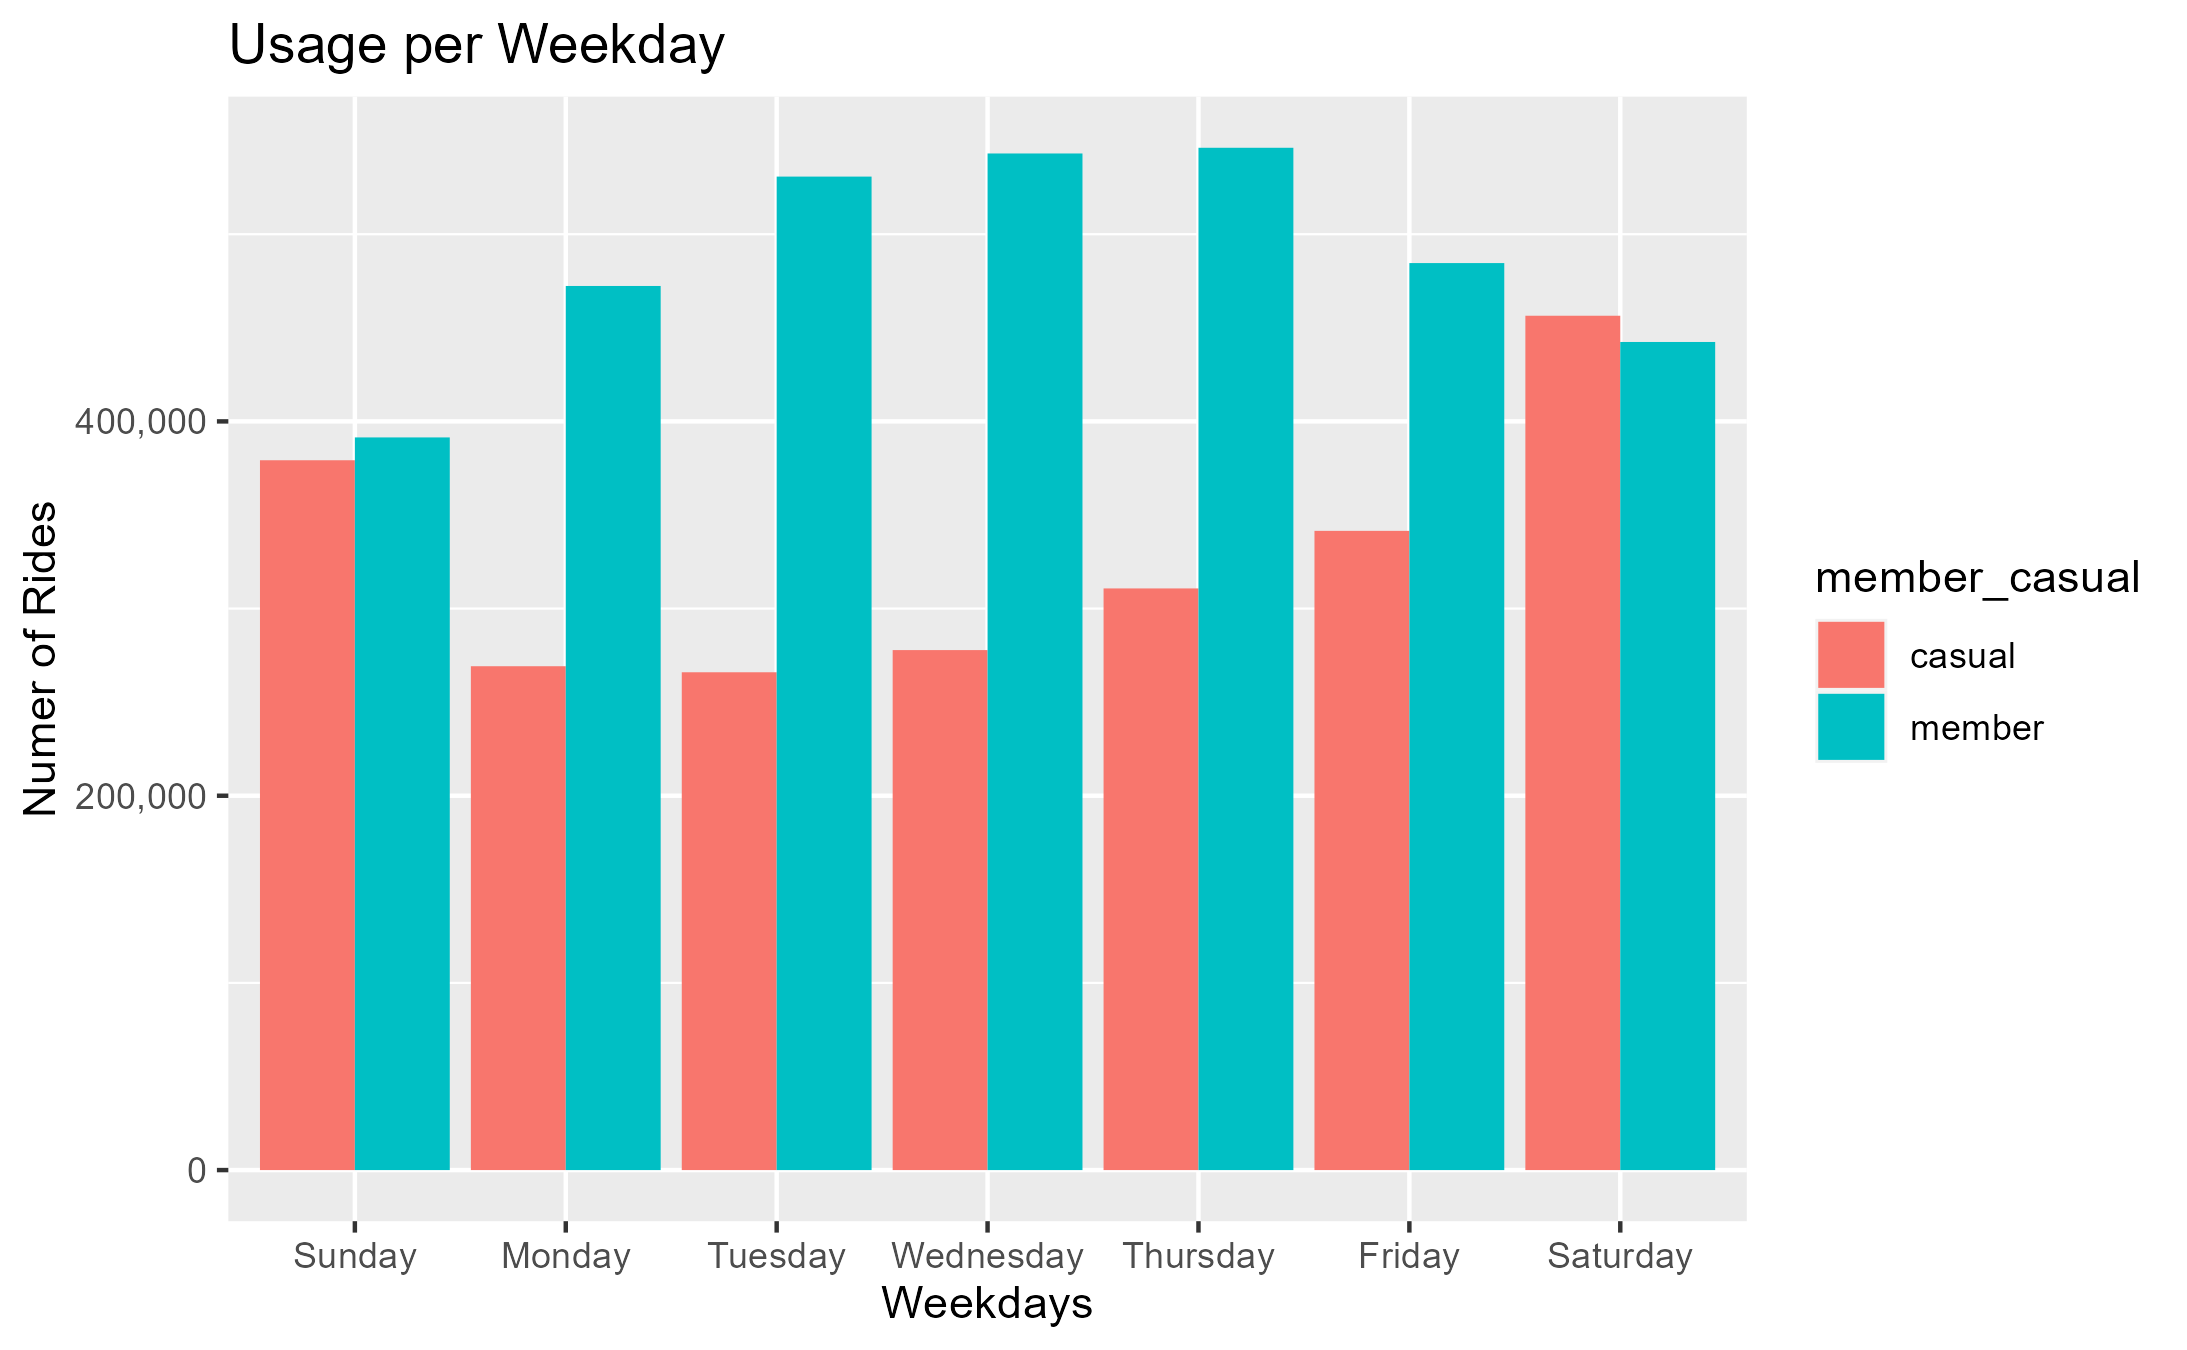 Usage per Weekday
Numer of Rides
400,000
200,000
0
Sunday Monday Tuesday Wednesday Thursday Friday Saturday
Weekdays
member_casual
casual
member